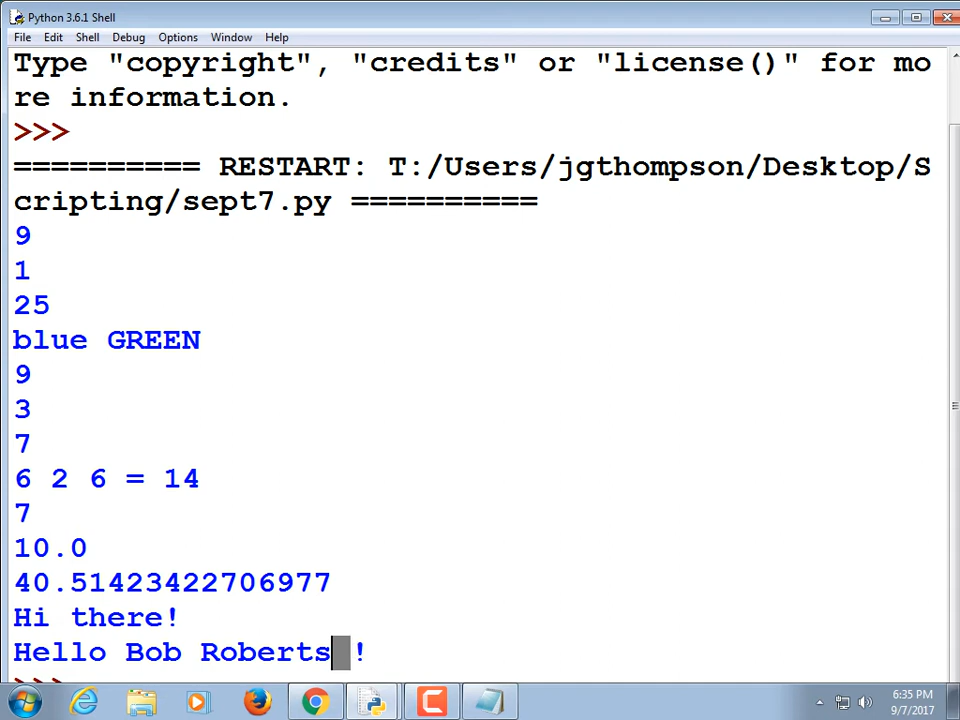 Python 3.6.1 Shell
File Edit Shell Debug Options Window Help
Type "copyright", "credits" or "license()" for mo
re information.
>>>
========== RESTART: T:/Users/jgthompson/Desktop/S
cripting/sept7.py ==========
9
1
25
blue GREEN
9
3
7
6 2 6 = 14
7
10.0
40.51423422706977
Hi there!
Hello Bob Roberts !
>>>
6:35 PM
9/7/2017